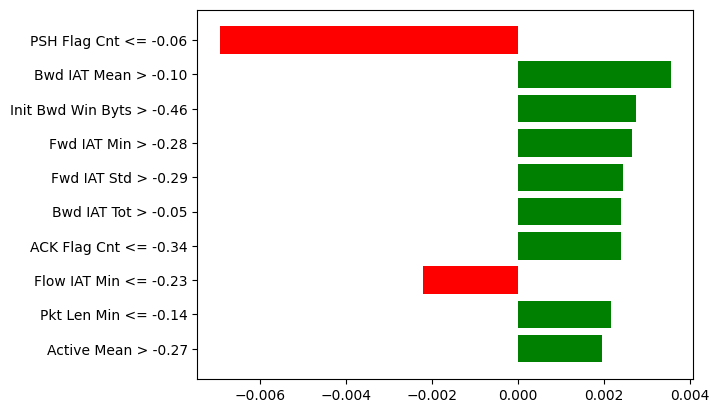 PSH Flag Cnt <= -0.06
Bwd IAT Mean > -0.10
Init Bwd Win Byts > -0.46
Fwd IAT Min > -0.28
Fwd IAT Std > -0.29
Bwd IAT Tot > -0.05
ACK Flag Cnt <= -0.34
Flow IAT Min <= -0.23
Pkt Len Min <= -0.14
Active Mean > -0.27
−0.006 −0.004 −0.002 0.000 0.002 0.004